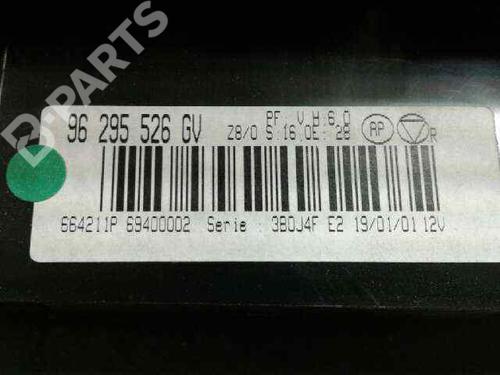 B-PARTS
PF. V.H:6.0
96 295 526 GV Z8/0 S:16 OE: 28 AP R
664211P 69400002 Serie : 3B0J4F E2 19/01/01 12V